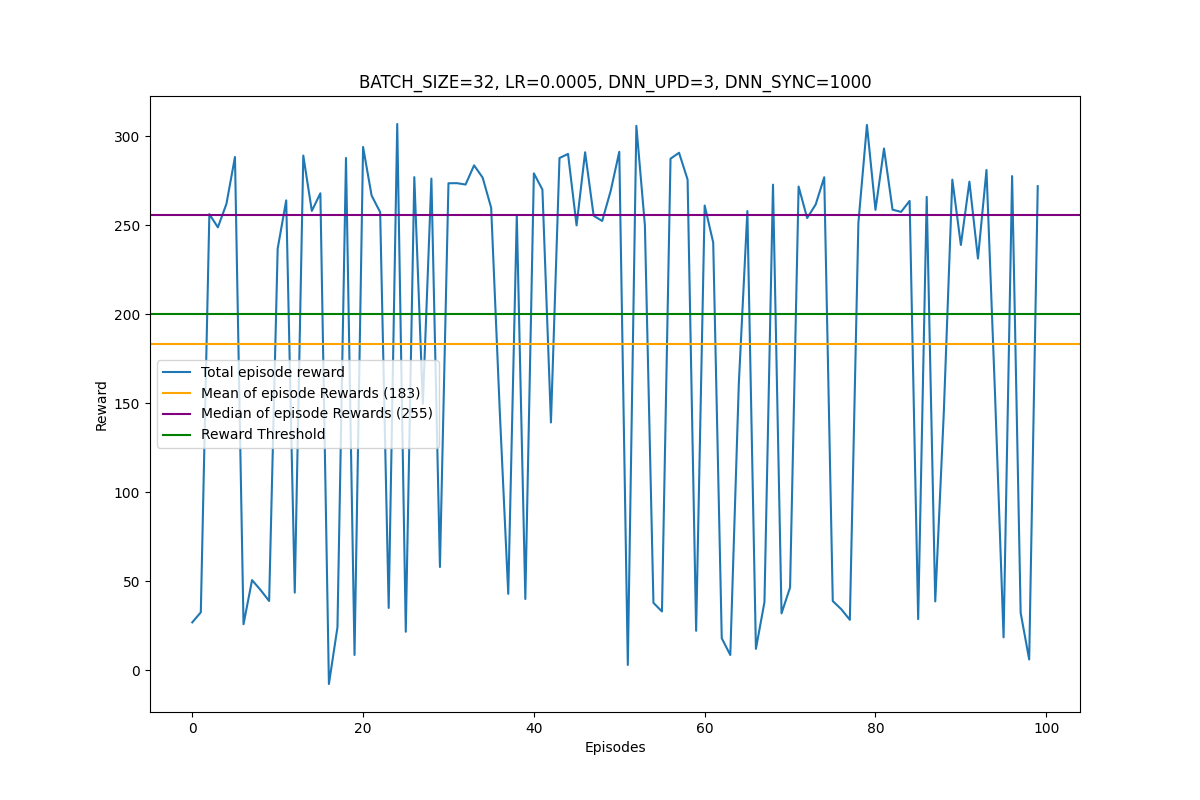 BATCH_SIZE=32, LR=0.0005, DNN_UPD=3, DNN_SYNC=1000
Reward
300
250
200
150
100
50
0
Total episode reward
Mean of episode Rewards (183)
Median of episode Rewards (255)
Reward Threshold
0 20 40 60 80 100
Episodes